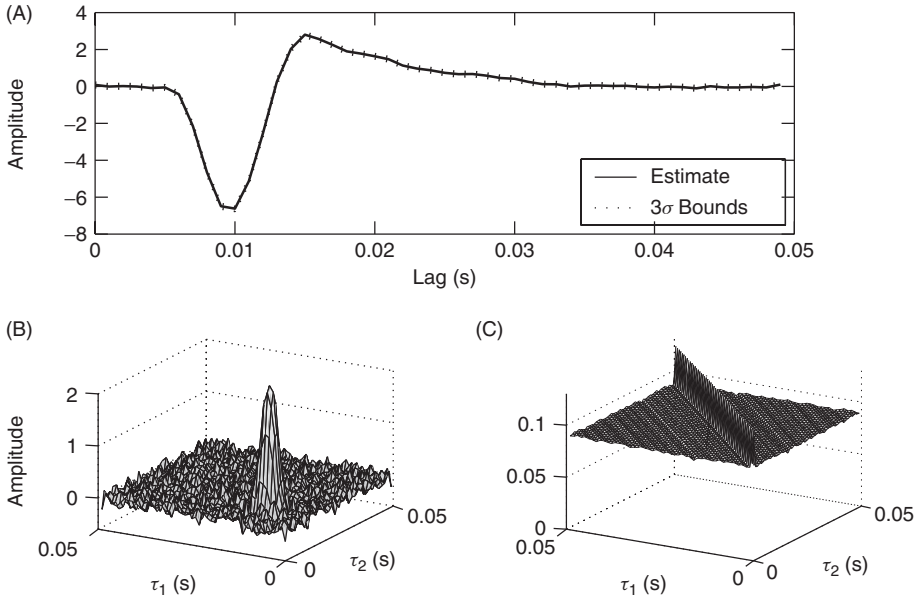 (A)
4
2
0
−2
−4
−6
−8
Amplitude
Estimate
3σ Bounds
0
0.01
0.02
0.03
0.04
0.05
Lag (s)
(B)
2
1
0
Amplitude
0.05
τ1 (s)
0
0
τ2 (s)
0.05
(C)
0.1
0.05
0
0.05
τ1 (s)
0
0
τ2 (s)
0.05